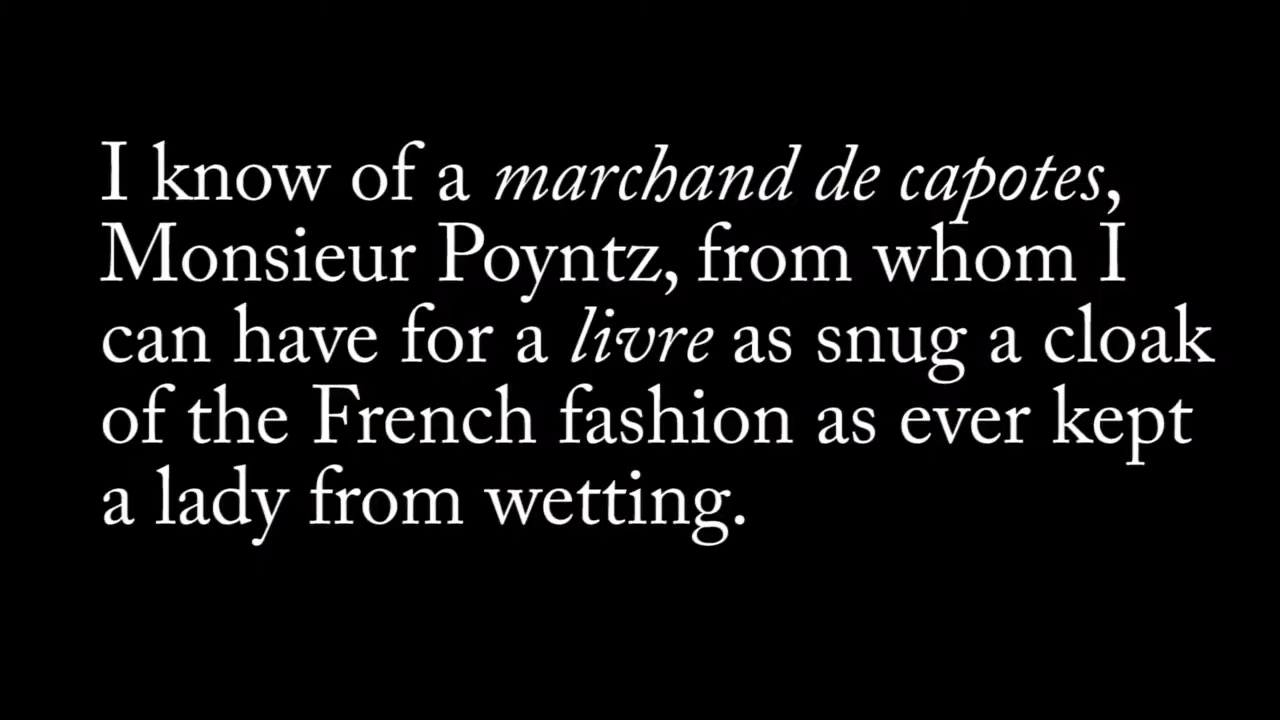 I know of a marchand de capotes,
Monsieur Poyntz, from whom I
can have for a livre as snug a cloak
of the French fashion as ever kept
a lady from wetting.